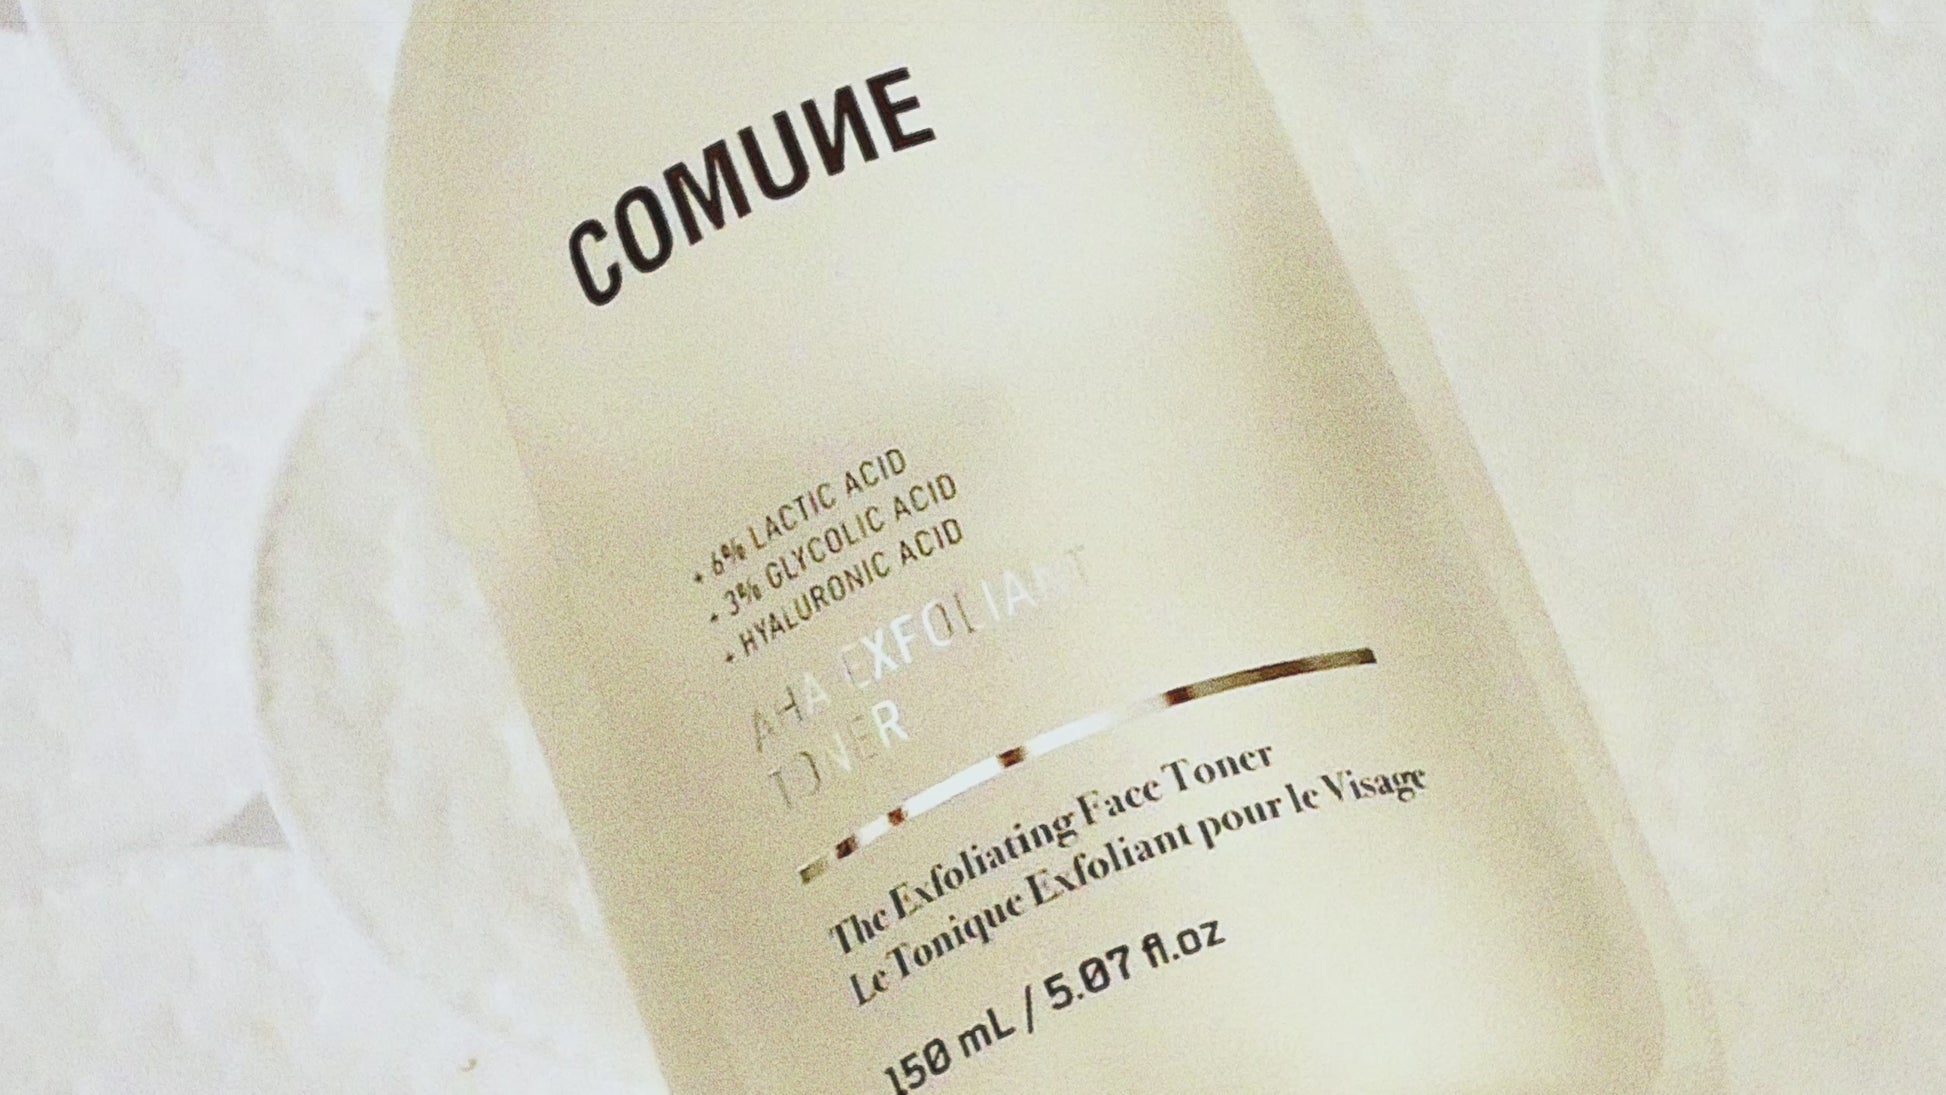 COMUNE
+ 6% LACTIC ACID
+ 3% GLYCOLIC ACID
+ HYALURONIC ACID
AHA EXFOLIANT
TONER
The Exfoliating Face Toner
Le Tonique Exfoliant pour le Visage
150 mL / 5.07 fl.oz